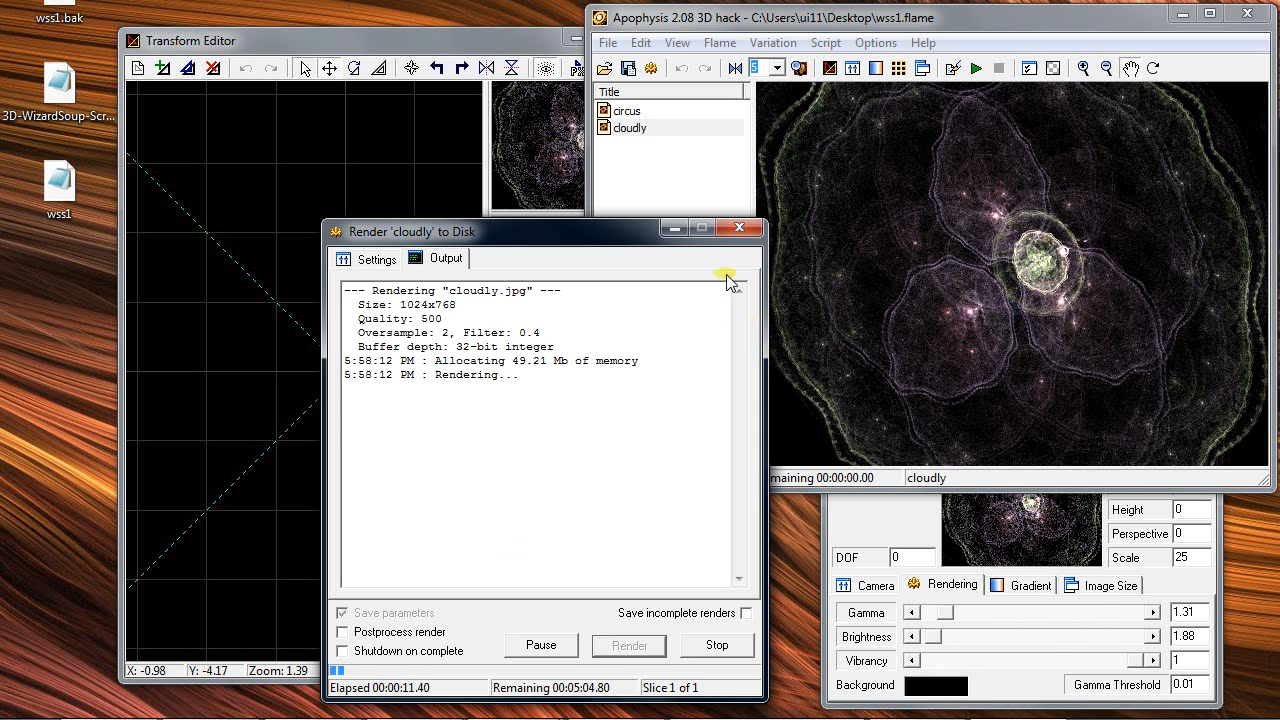 wss1.bak
3D-WizardSoup-Scr...
wss1
Transform Editor
X: -0.98 Y: -4.17 Zoom: 1.39
Apophysis 2.08 3D hack - C:\Users\ui11\Desktop\wss1.flame
File Edit View Flame Variation Script Options Help
5
Title
circus
cloudly
maining 00:00:00.00 cloudly
Render 'cloudly' to Disk
Settings Output
--- Rendering "cloudly.jpg" ---
Size: 1024x768
Quality: 500
Oversample: 2, Filter: 0.4
Buffer depth: 32-bit integer
5:58:12 PM : Allocating 49.21 Mb of memory
5:58:12 PM : Rendering...
Save parameters Save incomplete renders
Postprocess render
Shutdown on complete
Pause Render Stop
Elapsed 00:00:11.40 Remaining 00:05:04.80 Slice 1 of 1
Height 0
Perspective 0
DOF 0 Scale 25
Camera Rendering Gradient Image Size
Gamma 1.31
Brightness 1.88
Vibrancy 1
Background Gamma Threshold 0.01